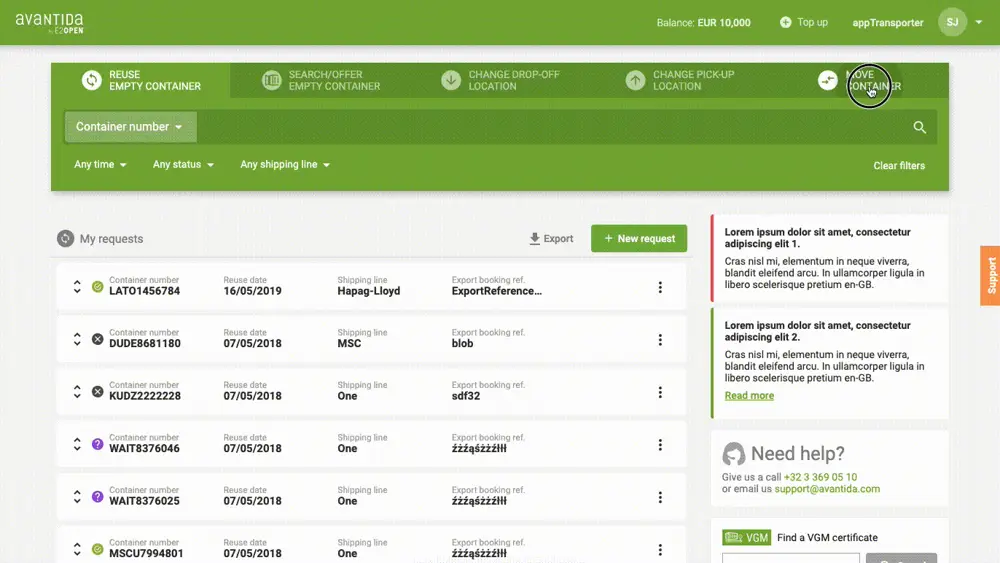 avantida
by E2OPEN
Balance: EUR 10,000
Top up
appTransporter
SJ
REUSE
EMPTY CONTAINER
SEARCH/OFFER
EMPTY CONTAINER
CHANGE DROP-OFF
LOCATION
CHANGE PICK-UP
LOCATION
MOVE
CONTAINER
Container number
Any time
Any status
Any shipping line
Clear filters
My requests
Export
+ New request
Container number Reuse date Shipping line Export booking ref.
LATO1456784 16/05/2019 Hapag-Lloyd ExportReference...
Container number Reuse date Shipping line Export booking ref.
DUDE8681180 07/05/2018 MSC blob
Container number Reuse date Shipping line Export booking ref.
KUDZ2222228 07/05/2018 One sdf32
Container number Reuse date Shipping line Export booking ref.
WAIT8376046 07/05/2018 One
Container number Reuse date Shipping line Export booking ref.
WAIT8376025 07/05/2018 One
Container number Reuse date Shipping line Export booking ref.
MSCU7994801 07/05/2018 One
Lorem ipsum dolor sit amet, consectetur
adipiscing elit 1.
Cras nisl mi, elementum in neque viverra,
blandit eleifend arcu. In ullamcorper ligula in
libero scelerisque pretium en-GB.
Lorem ipsum dolor sit amet, consectetur
adipiscing elit 2.
Cras nisl mi, elementum in neque viverra,
blandit eleifend arcu. In ullamcorper ligula in
libero scelerisque pretium en-GB.
Read more
Need help?
Give us a call +32 3 369 05 10
or email us support@avantida.com
VGM Find a VGM certificate
Support